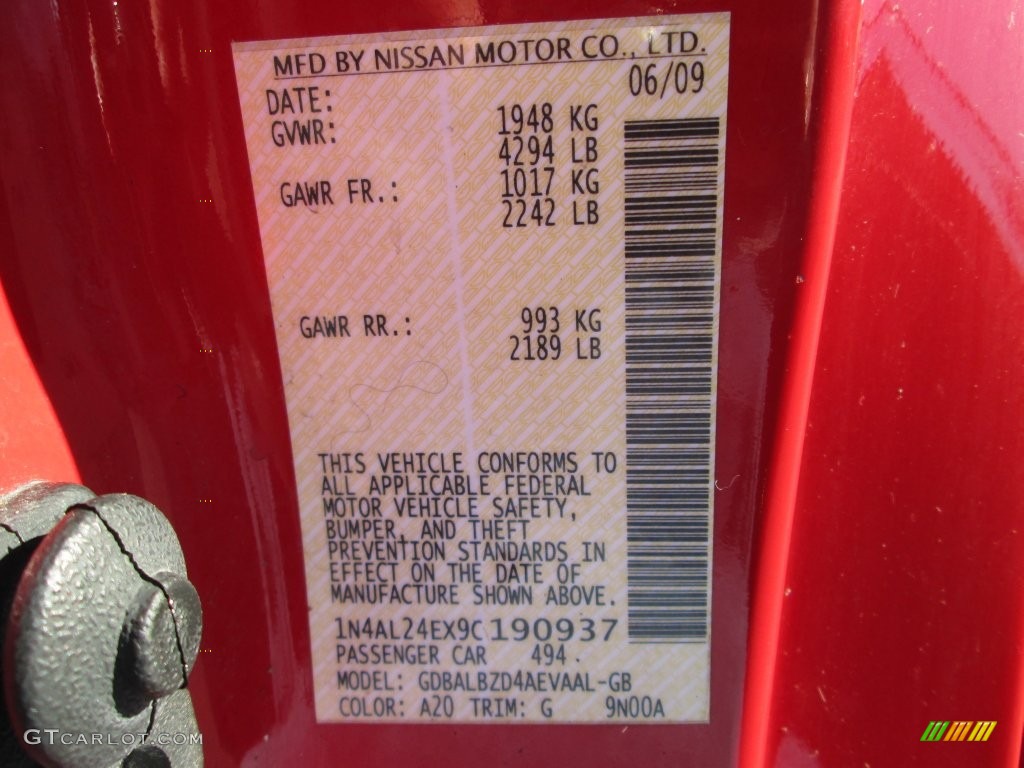 MFD BY NISSAN MOTOR CO., LTD.
DATE: 06/09
GVWR: 1948 KG
4294 LB
GAWR FR.: 1017 KG
2242 LB
GAWR RR.: 993 KG
2189 LB
THIS VEHICLE CONFORMS TO
ALL APPLICABLE FEDERAL
MOTOR VEHICLE SAFETY,
BUMPER, AND THEFT
PREVENTION STANDARDS IN
EFFECT ON THE DATE OF
MANUFACTURE SHOWN ABOVE.
1N4AL24EX9C190937
PASSENGER CAR 494
MODEL: GDBALBZD4AEVAAL-GB
COLOR: A20 TRIM: G 9N00A
GTCARLOT.COM